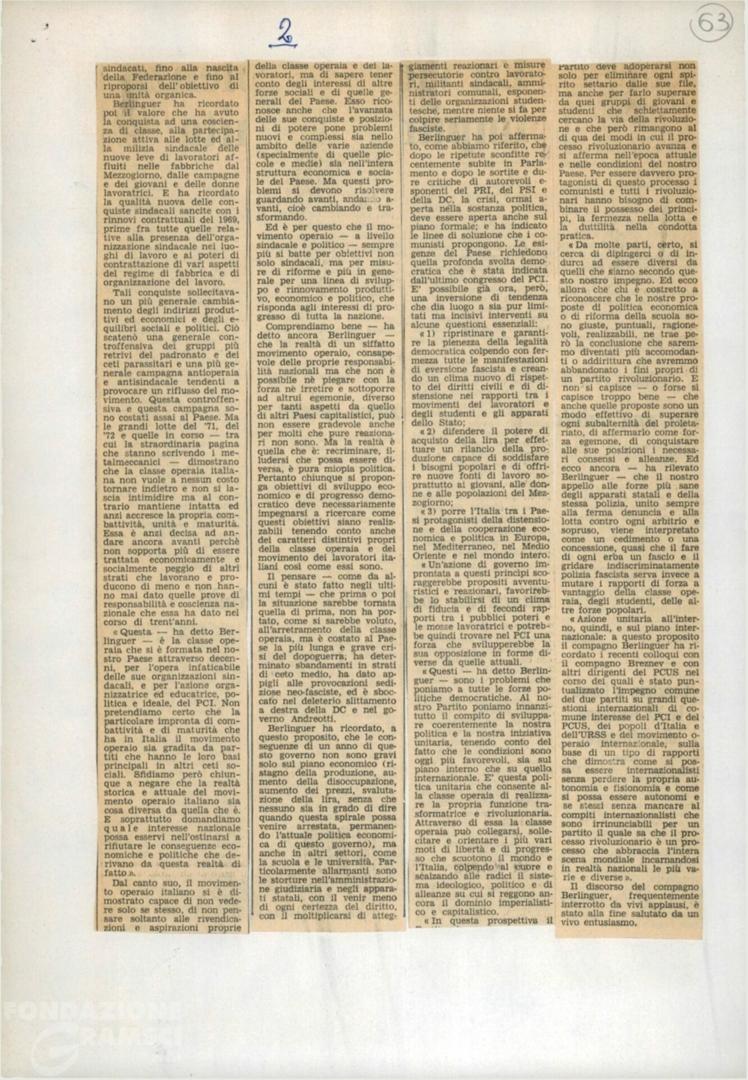 2
63
sindacati, fino alla nascita
della Federazione e fino al
riproporsi dell'obiettivo di
una unità organica.
Berlinguer ha ricordato
poi il valore che ha avuto
la conquista ad una coscien-
za di classe, alla partecipa-
zione attiva alle lotte ed al-
la milizia sindacale nel
nuove leve di lavoratori af-
fluiti nelle fabbriche dal
Mezzogiorno, dalle campagne
e dei giovani e delle donne
lavoratrici. E ha ricordato
la qualità nuova delle con-
quiste sindacali sancite con i
rinnovi contrattuali del 1969,
prime fra tutte quelle rela-
tive alla presenza dell'orga-
nizzazione sindacale nei luo-
ghi di lavoro e ai poteri di
contrattazione di vari aspetti
del regime di fabbrica e di
organizzazione del lavoro.
Tali conquiste sollecitava-
no un più generale cambia-
mento degli indirizzi produt-
tivi ed economici e degli e-
quilibri sociali e politici. Ciò
scatenò una generale con-
troffensiva dei gruppi più
retrivi del padronato e dei
ceti parassitari e una più ge-
nerale campagna antioperaia
e antisindacale tendenti a
provocare un riflusso del mo-
vimento. Questa controffen-
siva e questa campagna so-
no costati assai al Paese. Ma
le grandi lotte del '71, del
'72 e quelle in corso — tra
cui la straordinaria pagina
che stanno scrivendo i me-
talmeccanici — dimostrano
che la classe operaia italia-
na non vuole a nessun costo
tornare indietro e non si la-
scia intimidire ma al con-
trario mantiene intatta ed
anzi accresce la propria com-
battività, unità e maturità.
Essa è anzi decisa ad an-
dare ancora avanti perchè
non sopporta più di essere
trattata economicamente e
socialmente peggio di altri
strati che lavorano e pro-
ducono di meno e non han-
no mai dato quelle prove di
responsabilità e coscienza na-
zionale che essa ha dato nel
corso di trent'anni.
«Questa — ha detto Ber-
linguer — è la classe opera-
ia che si è formata nel no-
stro Paese attraverso decen-
ni, per l'opera infaticabile
delle sue organizzazioni sin-
dacali, e per l'azione orga-
nizzatrice ed educatrice, po-
litica e ideale, del PCI. Non
pretendiamo certo che la
particolare impronta di com-
battività e di maturità che
ha in Italia il movimento
operaio sia gradita da par-
titi che hanno le loro basi
principali in altri ceti so-
ciali. Sfidiamo però chiun-
que a negare che la realtà
storica e attuale del movi-
mento operaio italiano sia
cosa diversa da quella che è.
E soprattutto domandiamo
quale interesse nazionale
possa esservi nell'ostinarsi a
rifiutare le conseguenze eco-
nomiche e politiche che de-
rivano da questa realtà di
fatto».
Dal canto suo, il movimen-
to operaio italiano si è di-
mostrato capace di non vede-
re solo se stesso, di non pen-
sare soltanto alle rivendica-
zioni e aspirazioni proprie
della classe operaia e dei la-
voratori, ma di sapere tener
conto degli interessi di altre
forze sociali e di quelle ge-
nerali del Paese. Esso rico-
nosce anche che l'avanzata
delle sue conquiste e posizio-
ni di potere pone problemi
nuovi e complessi sia nello
ambito delle varie aziende
(specialmente di quelle pic-
cole e medie) sia nell'intera
struttura economica e socia-
le del Paese. Ma questi pro-
blemi si devono risolvere
guardando avanti, andando a-
vanti, cioè cambiando e tra-
sformando.
Ed è per questo che il mo-
vimento operaio — a livello
sindacale e politico — sempre
più si batte per obiettivi non
solo sindacali, ma per misu-
re di riforme e più in gene-
rale per una linea di svilup-
po e rinnovamento produtti-
vo, economico e politico, che
risponda agli interessi di pro-
gresso di tutta la nazione.
Comprendiamo bene — ha
detto ancora Berlinguer —
che la realtà di un siffatto
movimento operaio, consape-
vole delle proprie responsabi-
lità nazionali ma che non è
possibile nè piegare con la
forza nè irretire e sottoporre
ad altrui egemonie, diverso
per tanti aspetti da quello
di altri Paesi capitalistici, può
non essere gradevole anche
per molti che pure reaziona-
ri non sono. Ma la realtà è
quella che è: recriminare, il-
ludersi che possa essere di-
versa, è pura miopia politica.
Pertanto chiunque si propon-
ga obiettivi di sviluppo eco-
nomico e di progresso demo-
cratico deve necessariamente
impegnarsi a ricercare come
questi obiettivi siano realiz-
zabili tenendo conto anche
dei caratteri distintivi propri
della classe operaia e del
movimento dei lavoratori ita-
liani così come essi sono.
Il pensare — come da al-
cuni è stato fatto negli ulti-
mi tempi — che prima o poi
la situazione sarebbe tornata
quella di prima, non ha por-
tato, come si sarebbe voluto,
all'arretramento della classe
operaia, ma è costato al Pae-
se la più lunga e grave cri-
si del dopoguerra; ha deter-
minato sbandamenti in strati
di ceto medio, ha dato ap-
pigli alle provocazioni sedi-
ziose neo-fasciste, ed è sboc-
cato nel deleterio slittamento
a destra della DC e nel go-
verno Andreotti.
Berlinguer ha ricordato, a
questo proposito, che le con-
seguenze di un anno di que-
sto governo non sono gravi
solo sul piano economico (ri-
stagno della produzione, au-
mento della disoccupazione,
aumento dei prezzi, svaluta-
zione della lira, senza che
nessuno sia in grado di dire
quando questa spirale possa
venire arrestata, permanen-
do l'attuale politica economi-
ca di questo governo), ma
anche in altri settori, come
la scuola e le università. Par-
ticolarmente allarmanti sono
le storture nell'amministrazio-
ne giudiziaria e negli appara-
ti statali, con il venir meno
di ogni certezza del diritto,
con il moltiplicarsi di atteg-
giamenti reazionari e misure
persecutorie contro lavorato-
ri, militanti sindacali, ammi-
nistratori comunali, esponen-
ti delle organizzazioni studen-
tesche, mentre niente si fa per
colpire seriamente le violenze
fasciste.
Berlinguer ha poi afferma-
to, come abbiamo riferito, che
dopo le ripetute sconfitte re-
centemente subite in Parla-
mento e dopo le sortite e du-
re critiche di autorevoli e-
sponenti del PRI, del PSI e
della DC, la crisi, ormai a-
perta nella sostanza politica,
deve essere aperta anche sul
piano formale; e ha indicato
le linee di soluzione che i co-
munisti propongono. Le esi-
genze del Paese richiedono
quella profonda svolta demo-
cratica che è stata indicata
dall'ultimo congresso del PCI.
E' possibile già ora, però,
una inversione di tendenza
che dia luogo a sia pur limi-
tati ma incisivi interventi su
alcune questioni essenziali:
«1) ripristinare e garanti-
re la pienezza della legalità
democratica colpendo con fer-
mezza tutte le manifestazioni
di eversione fascista e crean-
do un clima nuovo di rispet-
to dei diritti civili e di di-
stensione nei rapporti tra i
movimenti dei lavoratori e
degli studenti e gli apparati
dello Stato;
«2) difendere il potere di
acquisto della lira per effet-
tuare un rilancio della pro-
duzione capace di soddisfare
i bisogni popolari e di offri-
re nuove fonti di lavoro so-
prattutto ai giovani, alle don-
ne e alle popolazioni del Mez-
zogiorno;
«3) porre l'Italia tra i Pae-
si protagonisti della distensio-
ne e della cooperazione eco-
nomica e politica in Europa,
nel Mediterraneo, nel Medio
Oriente e nel mondo intero.
«Un'azione di governo im-
prontata a questi principi sco-
raggerebbe propositi avventu-
ristici e reazionari, favorireb-
be lo stabilirsi di un clima
di fiducia e di fecondi rap-
porti tra i pubblici poteri e
le masse lavoratrici e potreb-
be quindi trovare nel PCI una
forza che svilupperebbe la
sua opposizione in forme di-
verse da quelle attuali.
«Questi — ha detto Berlin-
guer — sono i problemi che
poniamo a tutte le forze po-
litiche democratiche. Al no-
stro Partito poniamo innanzi-
tutto il compito di sviluppa-
re coerentemente la nostra
politica e la nostra iniziativa
unitaria, tenendo conto del
fatto che le condizioni sono
oggi più favorevoli, sia sul
piano interno che su quello
internazionale. E' questa poli-
tica unitaria che consente al-
la classe operaia di realizza-
re la propria funzione tra-
sformatrice e rivoluzionaria.
Attraverso di essa la classe
operaia può collegarsi, solle-
citare e orientare i più vari
moti di libertà e di progres-
so che scuotono il mondo e
l'Italia, colpendo al cuore e
scalzando alle radici il siste-
ma ideologico, politico e di
alleanze su cui si reggono an-
cora il dominio imperialisti-
co e capitalistico.
«In questa prospettiva il
Partito deve adoperarsi non
solo per eliminare ogni spi-
rito settario dalle sue file,
ma anche per farlo superare
da quei gruppi di giovani e
studenti che schiettamente
cercano la via della rivoluzio-
ne e che però rimangono al
di qua dei modi in cui il pro-
cesso rivoluzionario avanza e
si afferma nell'epoca attuale
e nelle condizioni del nostro
Paese. Per essere davvero pro-
tagonisti di questo processo i
comunisti e tutti i rivoluzio-
nari hanno bisogno di com-
binare il possesso dei princi-
pi, la fermezza nella lotta e
la duttilità nella condotta
pratica.
«Da molte parti, certo, si
cerca di dipingerci o di in-
durci ad essere diversi da
quelli che siamo secondo que-
sto nostro impegno. Ed ecco
allora che chi è costretto a
riconoscere che le nostre pro-
poste di politica economica
o di riforma della scuola so-
no giuste, puntuali, ragione-
voli, realizzabili, ne trae pe-
rò la conclusione che sarem-
mo diventati più accomodan-
ti o addirittura che avremmo
abbandonato i fini propri di
un partito rivoluzionario. E
non si capisce — o forse si
capisce troppo bene — che
anche quelle proposte sono un
modo effettivo di superare
ogni subalternità del proleta-
riato, di affermarlo come for-
za egemone, di conquistare
alle sue posizioni i necessa-
ri consensi e alleanze. Ed
ecco ancora — ha rilevato
Berlinguer — che il nostro
appello alle forze più sane
degli apparati statali e della
stessa polizia, unito sempre
alla ferma denuncia e alla
lotta contro ogni arbitrio e
sopruso, viene interpretato
come un cedimento o una
concessione, quasi che il fare
di ogni erba un fascio e il
gridare indiscriminatamente
polizia fascista serva invece a
mutare i rapporti di forza a
vantaggio della classe ope-
raia, degli studenti, delle al-
tre forze popolari.
«Azione unitaria all'inter-
no, quindi, e sul piano inter-
nazionale: a questo proposito
il compagno Berlinguer ha ri-
cordato i recenti colloqui con
il compagno Breznev e con
altri dirigenti del PCUS nel
corso dei quali è stato pun-
tualizzato l'impegno comune
dei due partiti su grandi que-
stioni internazionali di co-
mune interesse del PCI e del
PCUS, dei popoli d'Italia e
dell'URSS e del movimento o-
peraio internazionale, sulla
base di un tipo di rapporti
che dimostra come si pos-
sa essere internazionalisti
senza perdere la propria au-
tonomia e fisionomia e come
si possa essere autonomi e
se stessi senza mancare ai
compiti internazionalisti che
sono irrinunciabili per un
partito il quale sa che il pro-
cesso rivoluzionario è un pro-
cesso che abbraccia l'intera
scena mondiale incarnandosi
in realtà nazionali le più va-
rie e diverse».
Il discorso del compagno
Berlinguer, frequentemente
interrotto da vivi applausi, è
stato alla fine salutato da un
vivo entusiasmo.
FONDAZIONE
GRAMSCI